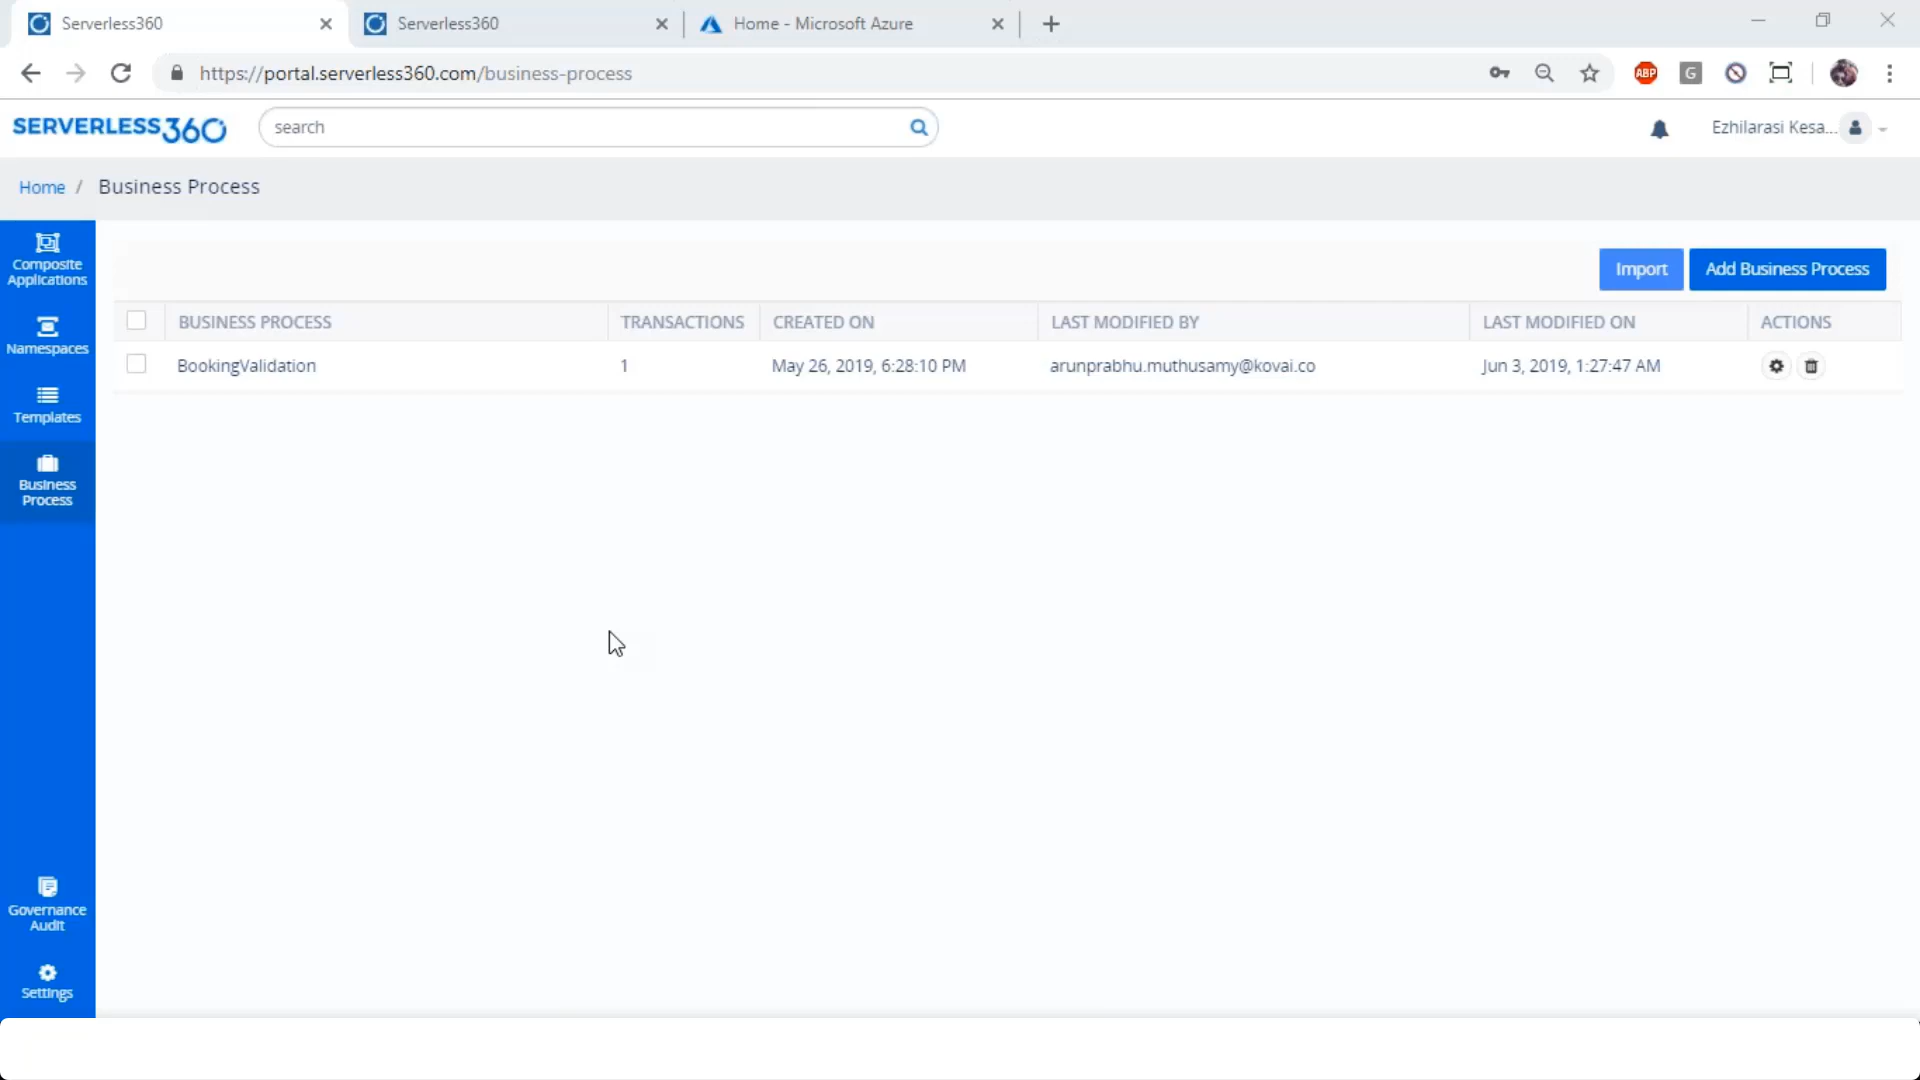 Serverless360
Serverless360
Home - Microsoft Azure
https://portal.serverless360.com/business-process
ABP
G
SERVERLESS360
search
Ezhilarasi Kesa...
Home / Business Process
Composite
Applications
Namespaces
Templates
Business
Process
Governance
Audit
Settings
Import
Add Business Process
BUSINESS PROCESS
TRANSACTIONS
CREATED ON
LAST MODIFIED BY
LAST MODIFIED ON
ACTIONS
BookingValidation
1
May 26, 2019, 6:28:10 PM
arunprabhu.muthusamy@kovai.co
Jun 3, 2019, 1:27:47 AM